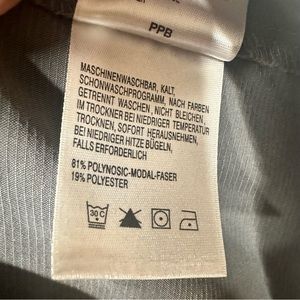 PPB
MASCHINENWASCHBAR, KALT,
SCHONWASCHPROGRAMM, NACH FARBEN
GETRENNT WASCHEN, NICHT BLEICHEN,
IM TROCKNER BEI NIEDRIGER TEMPERATUR
TROCKNEN, SOFORT HERAUSNEHMEN,
BEI NIEDRIGER HITZE BÜGELN,
FALLS ERFORDERLICH
81% POLYNOSIC-MODAL-FASER
19% POLYESTER
30 C